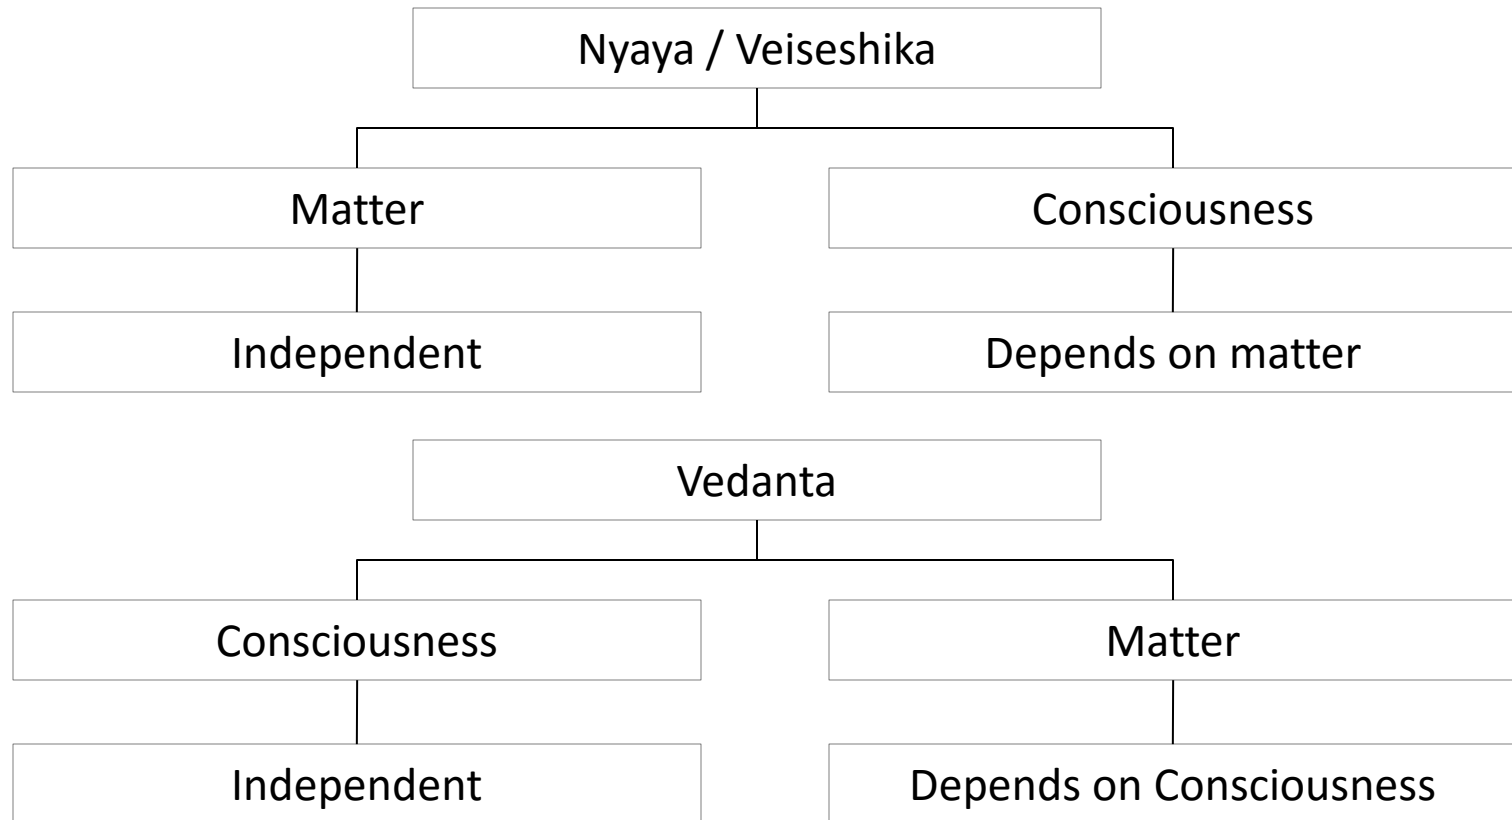 Nyaya / Veiseshika
Matter
Consciousness
Independent
Depends on matter
Vedanta
Consciousness
Matter
Independent
Depends on Consciousness